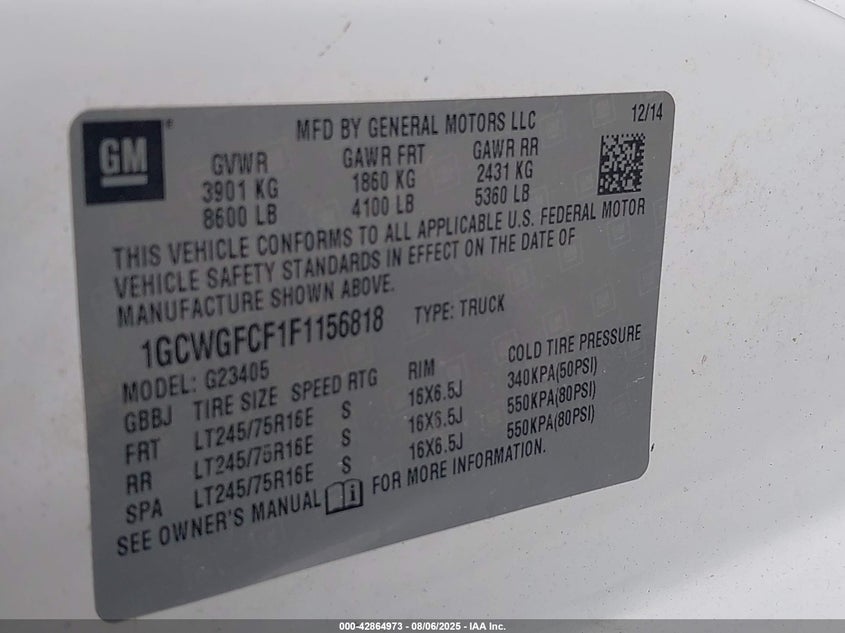 GM®
MFD BY GENERAL MOTORS LLC
12/14
GVWR GAWR FRT GAWR RR
3901 KG 1860 KG 2431 KG
8600 LB 4100 LB 5360 LB
THIS VEHICLE CONFORMS TO ALL APPLICABLE U.S. FEDERAL MOTOR
VEHICLE SAFETY STANDARDS IN EFFECT ON THE DATE OF
MANUFACTURE SHOWN ABOVE.
1GCWGFCF1F1156818 TYPE: TRUCK
MODEL: G23405
GBBJ TIRE SIZE SPEED RTG RIM COLD TIRE PRESSURE
FRT LT245/75R16E S 16X6.5J 340KPA(50PSI)
RR LT245/75R16E S 16X6.5J 550KPA(80PSI)
SPA LT245/75R16E S 16X6.5J 550KPA(80PSI)
SEE OWNER'S MANUAL i FOR MORE INFORMATION.
000-42864973 - 08/06/2025 - IAA Inc.